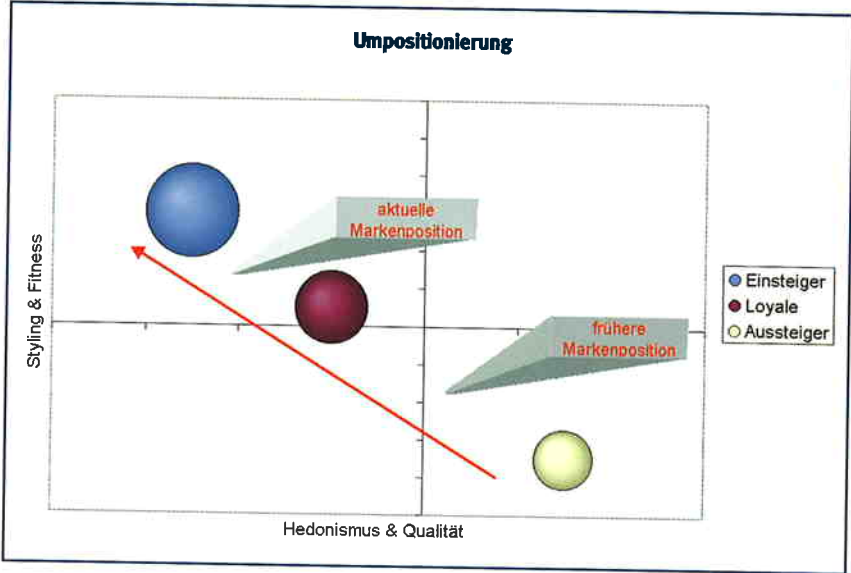 Umpositionierung
aktuelle
Markenposition
Styling & Fitness
frühere
Markenposition
Einsteiger
Loyale
Aussteiger
Hedonismus & Qualität